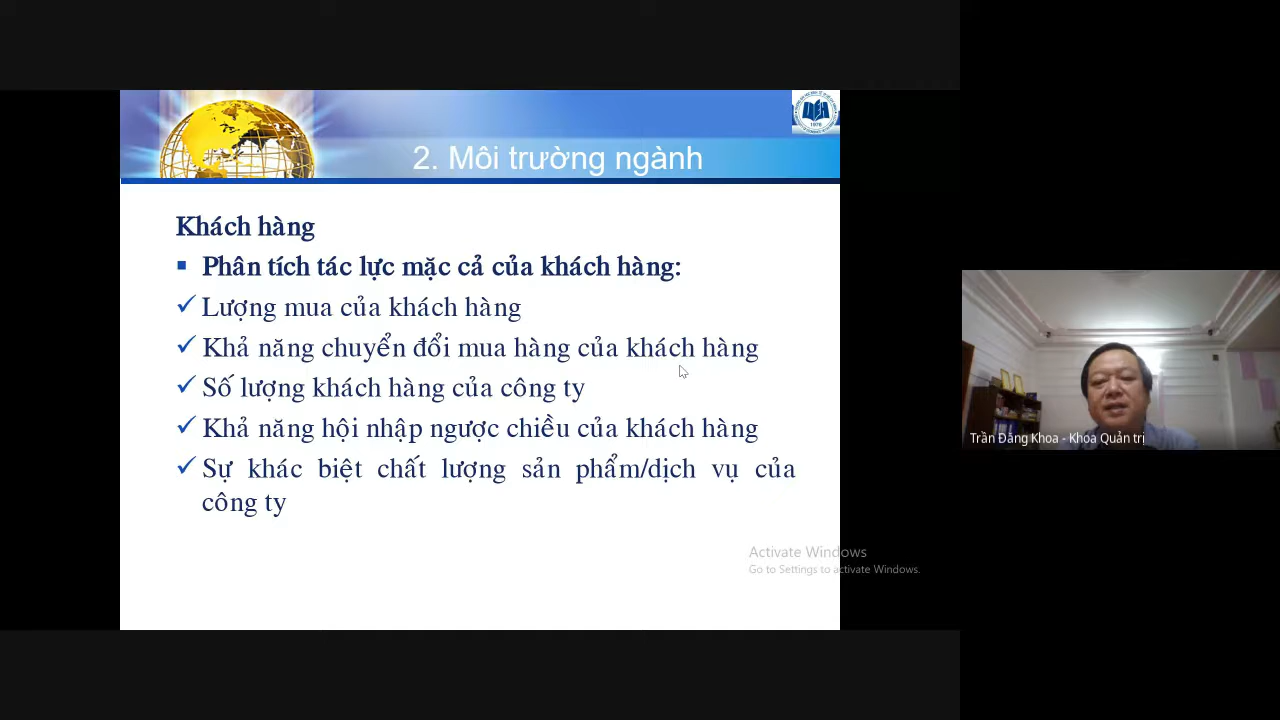 2. Môi trường ngành
Khách hàng
Phân tích tác lực mặc cả của khách hàng:
Lượng mua của khách hàng
Khả năng chuyển đổi mua hàng của khách hàng
Số lượng khách hàng của công ty
Khả năng hội nhập ngược chiều của khách hàng
Sự khác biệt chất lượng sản phẩm/dịch vụ của
công ty
Activate Windows
Go to Settings to activate Windows.
Trần Đăng Khoa - Khoa Quản trị